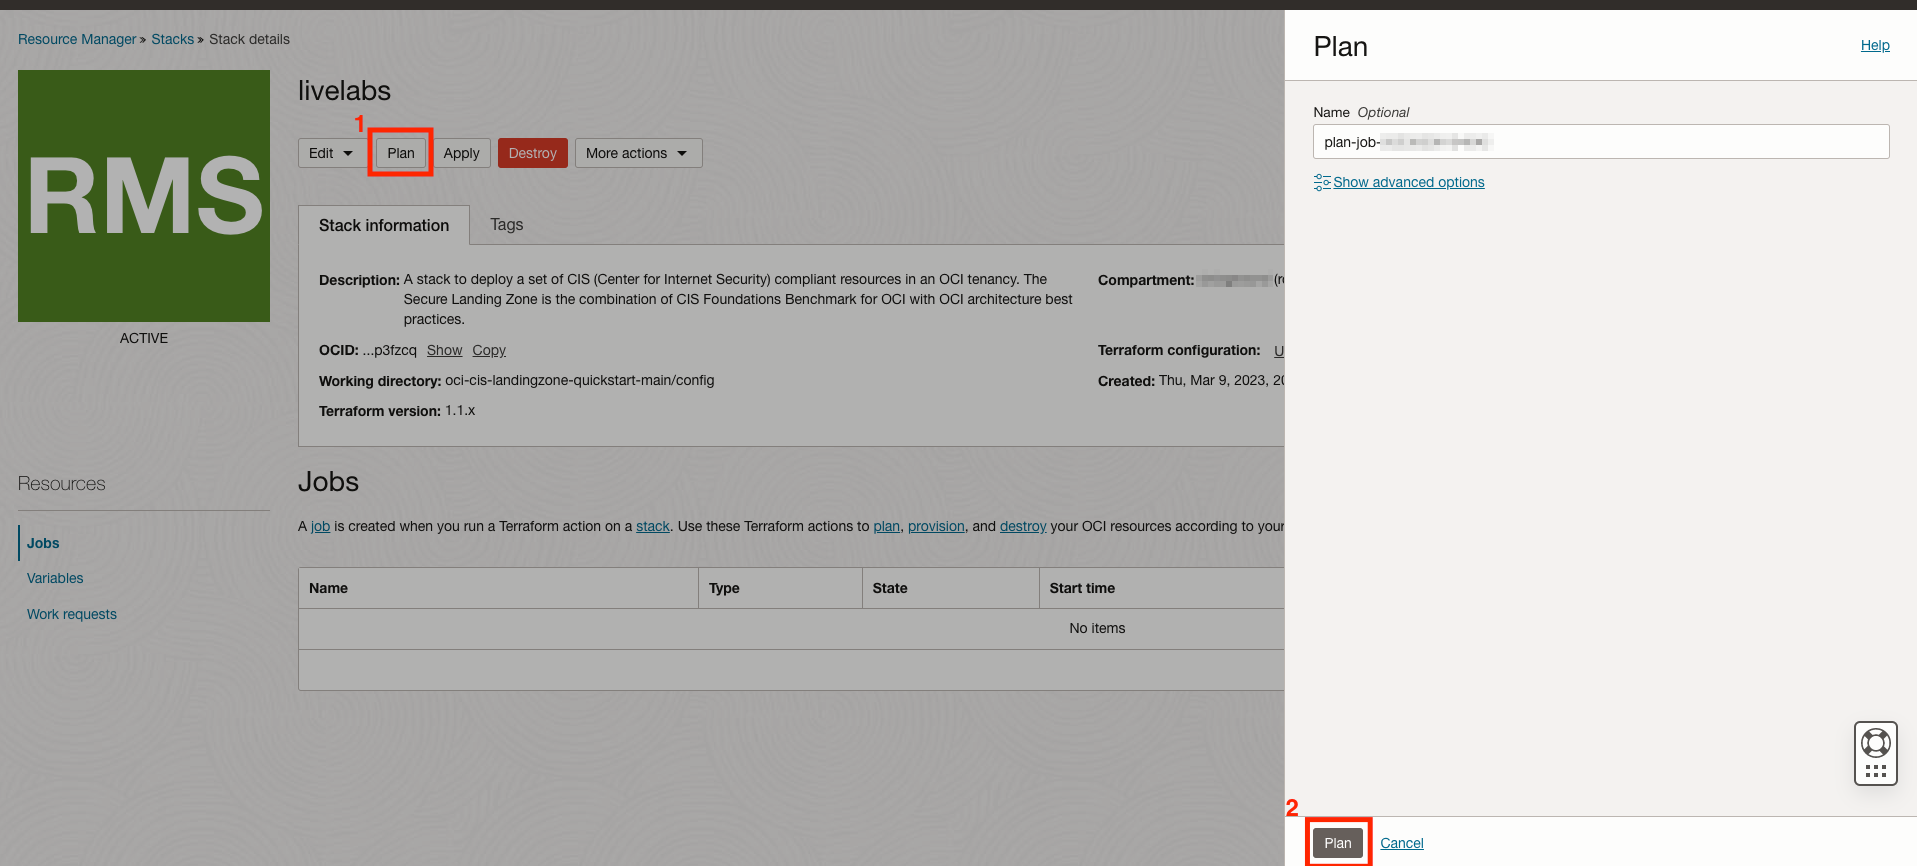 Resource Manager » Stacks » Stack details
RMS
ACTIVE
livelabs
1
Edit Plan Apply Destroy More actions
Stack information Tags
Description: A stack to deploy a set of CIS (Center for Internet Security) compliant resources in an OCI tenancy. The
Secure Landing Zone is the combination of CIS Foundations Benchmark for OCI with OCI architecture best
practices.
OCID: ...p3fzcq Show Copy
Working directory: oci-cis-landingzone-quickstart-main/config
Terraform version: 1.1.x
Compartment:
Terraform configuration:
Created: Thu, Mar 9, 2023,
Resources
Jobs
Variables
Work requests
Jobs
A job is created when you run a Terraform action on a stack. Use these Terraform actions to plan, provision, and destroy your OCI resources according to your
Name Type State Start time
No items
Plan
Help
Name Optional
plan-job-
Show advanced options
2
Plan Cancel